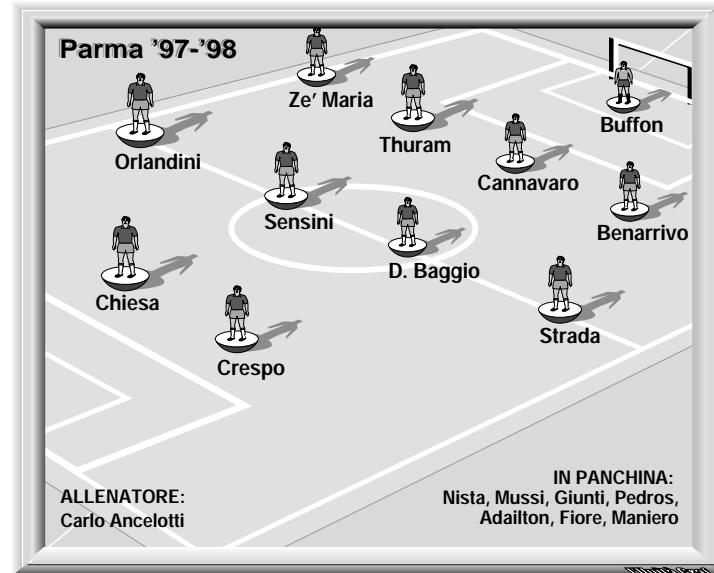 Parma '97-'98
Ze' Maria
Buffon
Thuram
Orlandini
Cannavaro
Sensini
Benarrivo
D. Baggio
Chiesa
Strada
Crespo
ALLENATORE:
Carlo Ancelotti
IN PANCHINA:
Nista, Mussi, Giunti, Pedros,
Adailton, Fiore, Maniero